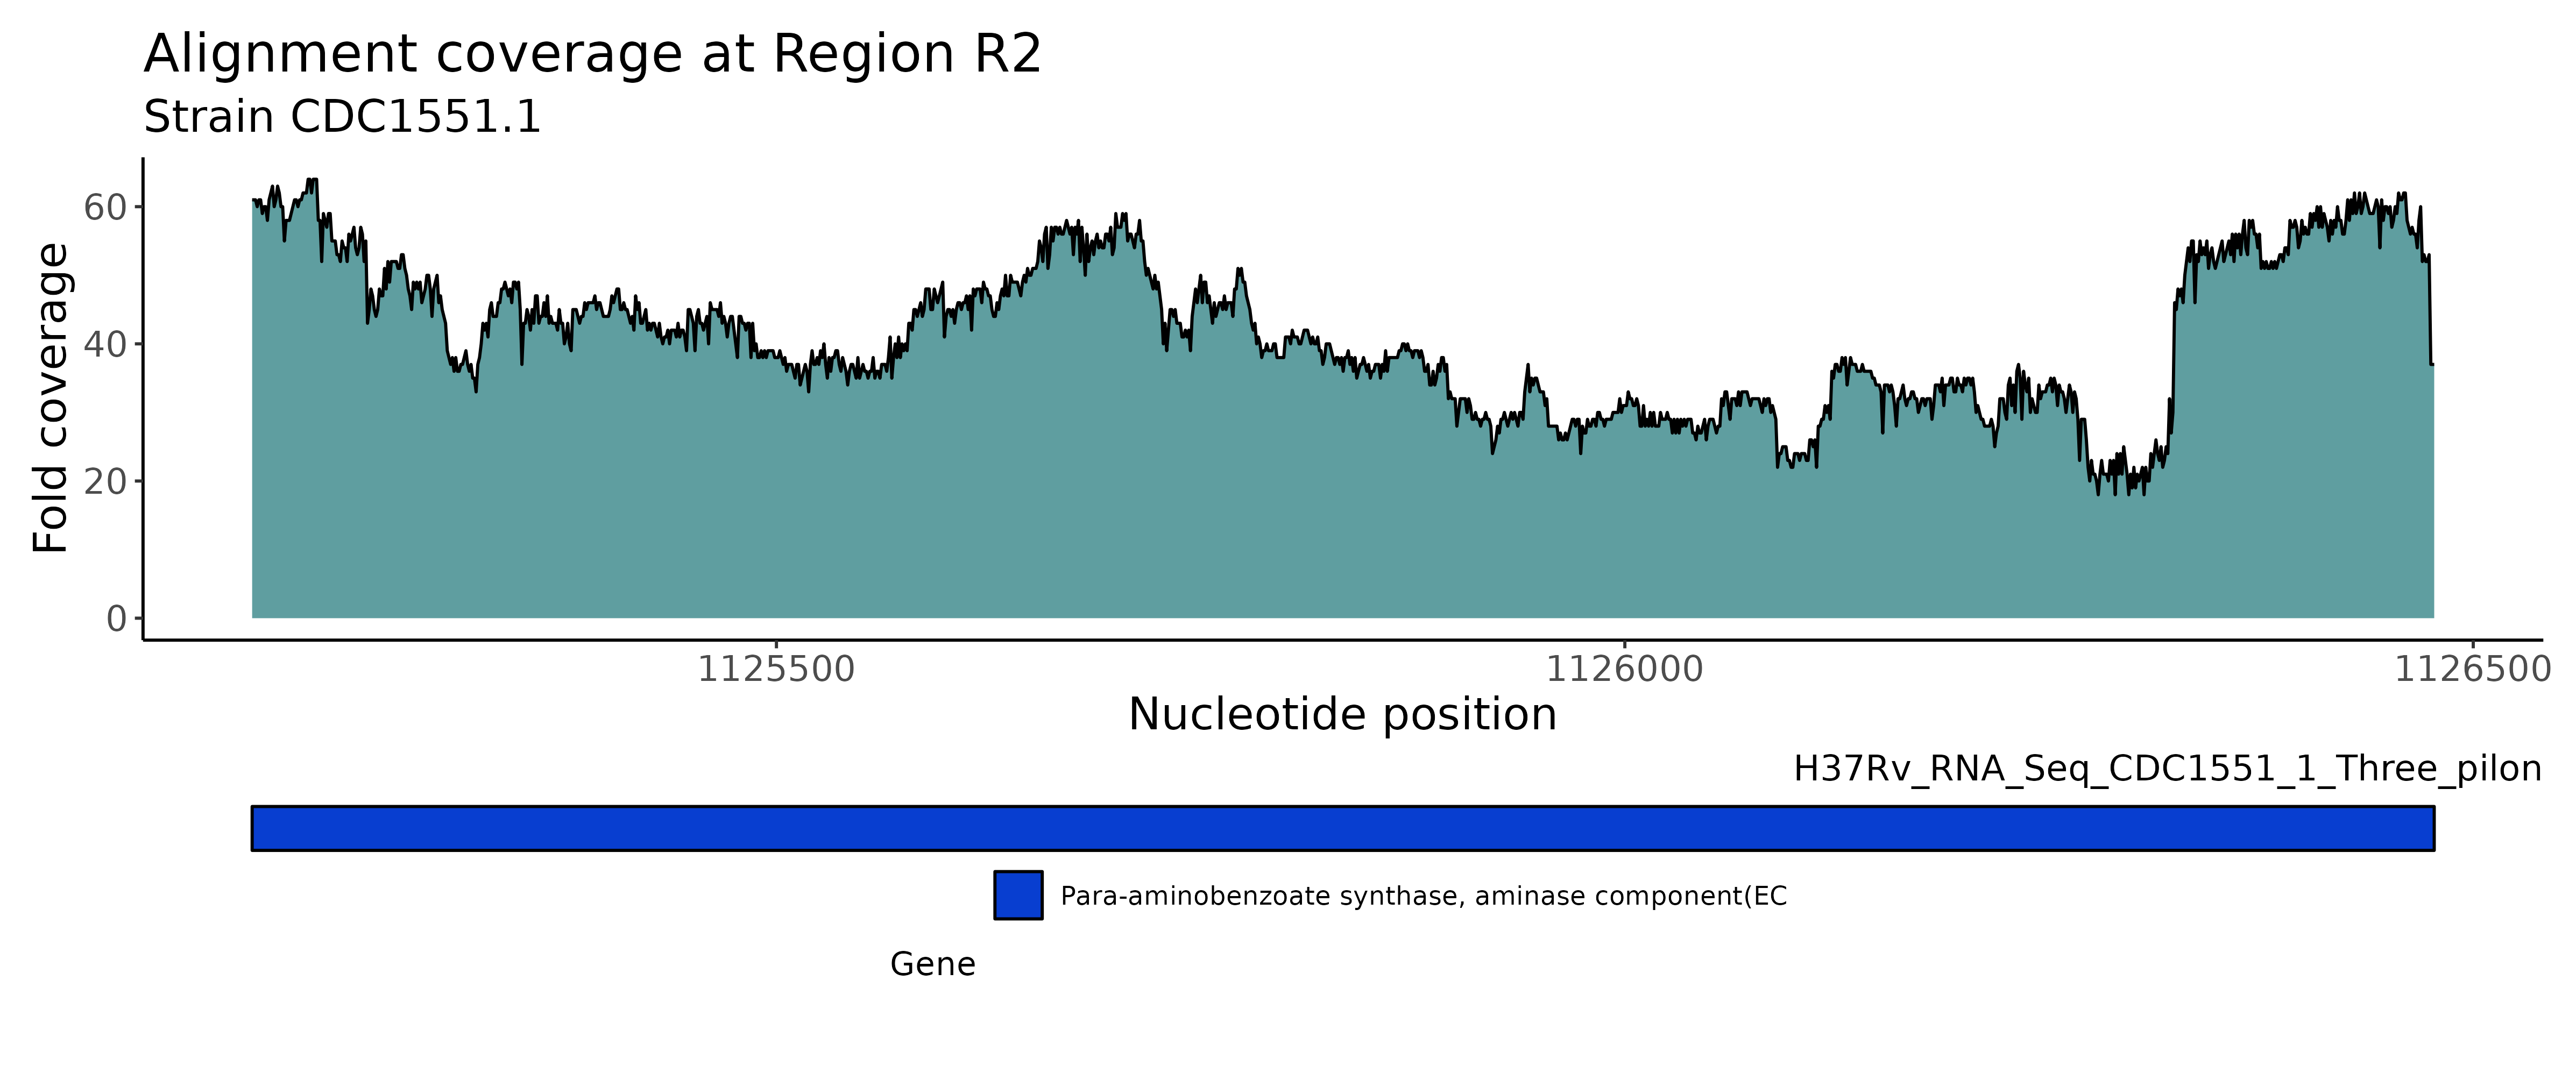 Alignment coverage at Region R2
Strain CDC1551.1
Fold coverage
60
40
20
0
1125500 1126000 1126500
Nucleotide position
H37Rv_RNA_Seq_CDC1551_1_Three_pilon
Para-aminobenzoate synthase, aminase component(EC
Gene